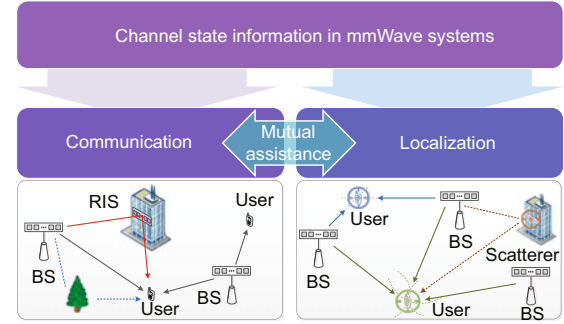 Channel state information in mmWave systems
Communication
Mutual
assistance
Localization
RIS
User
BS
User
BS
User
BS
BS
Scatterer
User
BS